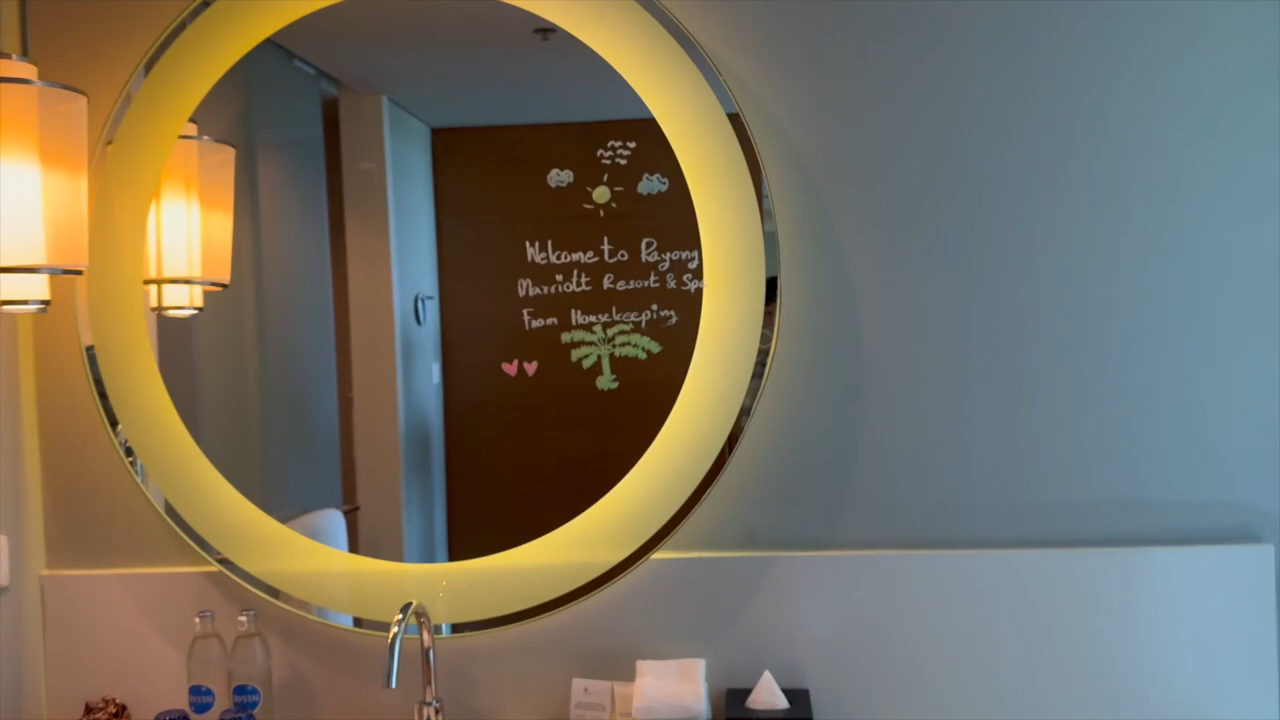 Welcome to Rayong
Marriott Resort & Spa
From Housekeeping